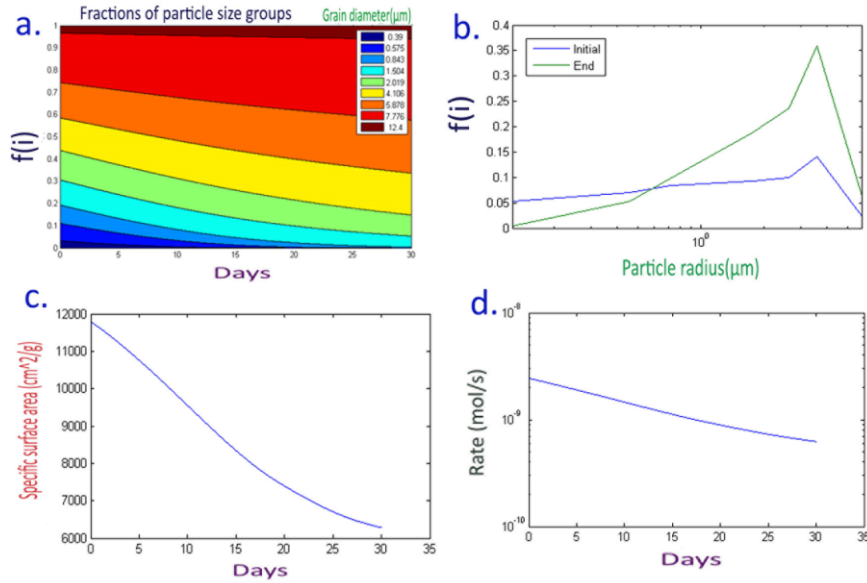 a.
Fractions of particle size groups
Grain diameter(μm)
1
0.9
0.8
0.7
0.6
0.5
0.4
0.3
0.2
0.1
0
f(i)
0.39
0.575
0.843
1.504
2.019
4.106
5.878
7.776
12.4
0 5 10 15 20 25 30
Days
b.
0.4
0.35
0.3
0.25
0.2
0.15
0.1
0.05
0
f(i)
Initial
End
10⁰
Particle radius(μm)
c.
12000
11000
10000
9000
8000
7000
6000
Specific surface area (cm^2/g)
0 5 10 15 20 25 30 35
Days
d.
10⁻⁸
10⁻⁹
10⁻¹⁰
Rate (mol/s)
0 5 10 15 20 25 30 35
Days